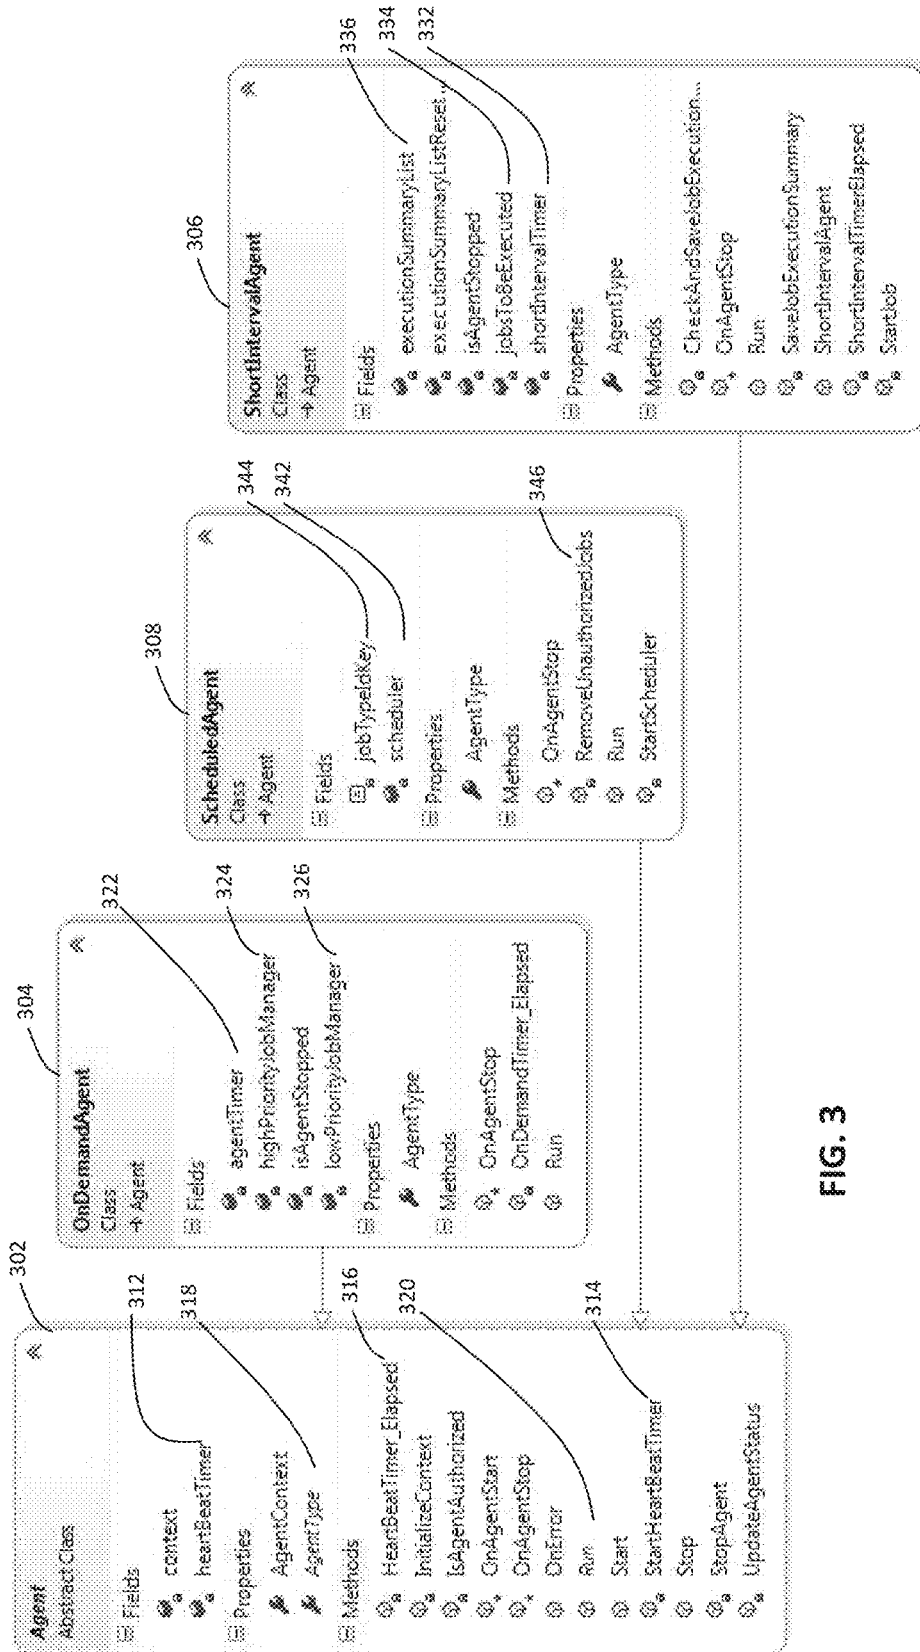 302
Agent
Abstract Class
Fields
context
heartBeatTimer
312
Properties
AgentContext
AgentType
318
Methods
HeartBeatTimer_Elapsed
316
InitializeContext
IsAgentAuthorized
OnAgentStart
OnAgentStop
OnError
Run
320
Start
StartHeartBeatTimer
314
Stop
StopAgent
UpdateAgentStatus
304
OnDemandAgent
Class
Agent
Fields
agentTimer
322
highPriorityJobManager
324
isAgentStopped
lowPriorityJobManager
326
Properties
AgentType
Methods
OnAgentStop
OnDemandTimer_Elapsed
Run
308
ScheduledAgent
Class
Agent
Fields
jobTypeIdKey
344
scheduler
342
Properties
AgentType
Methods
OnAgentStop
RemoveUnauthorizedJobs
346
Run
StartScheduler
306
ShortIntervalAgent
Class
Agent
Fields
executionSummaryList
336
executionSummaryListReset...
isAgentStopped
jobsToBeExecuted
334
shortIntervalTimer
332
Properties
AgentType
Methods
CheckAndSaveJobExecution...
OnAgentStop
Run
SaveJobExecutionSummary
ShortIntervalAgent
ShortIntervalTimerElapsed
StartJob
FIG. 3